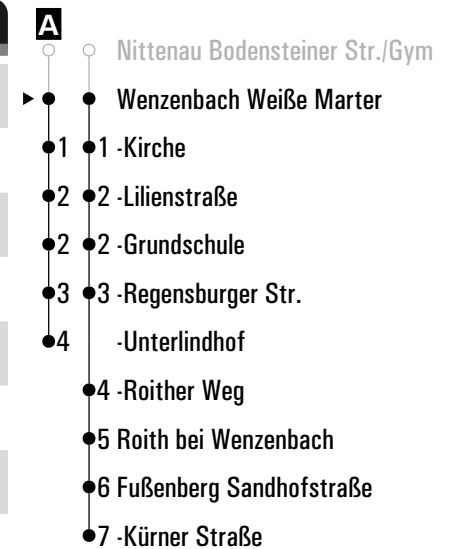 A
Nittenau Bodensteiner Str./Gym
Wenzenbach Weiße Marter
1 1 -Kirche
2 2 -Lilienstraße
2 2 -Grundschule
3 3 -Regensburger Str.
4 -Unterlindhof
4 -Roither Weg
5 Roith bei Wenzenbach
6 Fußenberg Sandhofstraße
7 -Kürner Straße